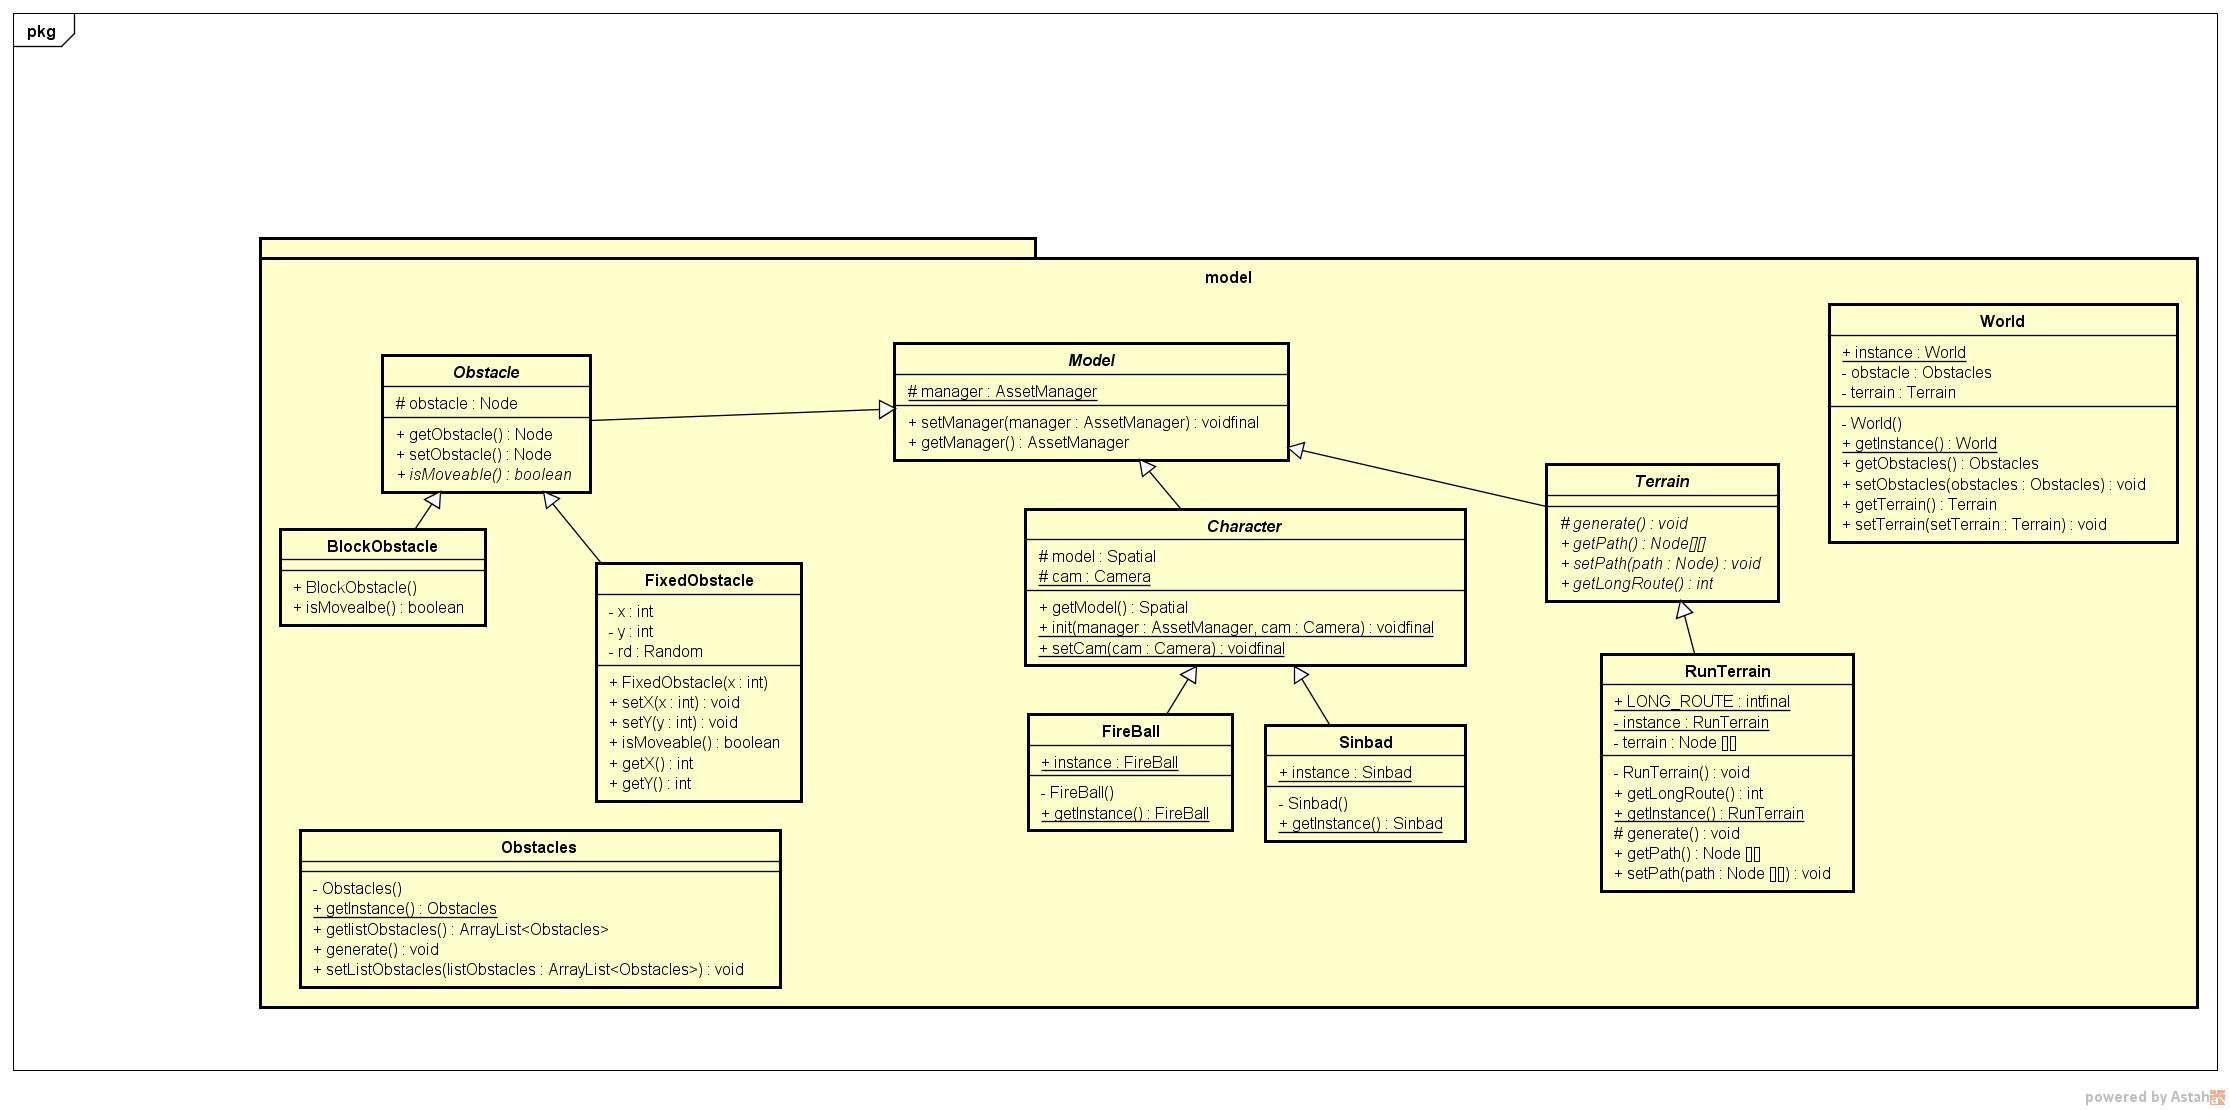 pkg
model
Obstacle
# obstacle : Node
+ getObstacle() : Node
+ setObstacle() : Node
+ isMoveable() : boolean
Model
# manager : AssetManager
+ setManager(manager : AssetManager) : voidfinal
+ getManager() : AssetManager
World
+ instance : World
- obstacle : Obstacles
- terrain : Terrain
- World()
+ getInstance() : World
+ getObstacles() : Obstacles
+ setObstacles(obstacles : Obstacles) : void
+ getTerrain() : Terrain
+ setTerrain(setTerrain : Terrain) : void
Terrain
# generate() : void
+ getPath() : Node[][]
+ setPath(path : Node) : void
+ getLongRoute() : int
Character
# model : Spatial
# cam : Camera
+ getModel() : Spatial
+ init(manager : AssetManager, cam : Camera) : voidfinal
+ setCam(cam : Camera) : voidfinal
BlockObstacle
+ BlockObstacle()
+ isMovealbe() : boolean
FixedObstacle
- x : int
- y : int
- rd : Random
+ FixedObstacle(x : int)
+ setX(x : int) : void
+ setY(y : int) : void
+ isMoveable() : boolean
+ getX() : int
+ getY() : int
FireBall
+ instance : FireBall
- FireBall()
+ getInstance() : FireBall
Sinbad
+ instance : Sinbad
- Sinbad()
+ getInstance() : Sinbad
RunTerrain
+ LONG_ROUTE : intfinal
- instance : RunTerrain
- terrain : Node [][]
- RunTerrain() : void
+ getLongRoute() : int
+ getInstance() : RunTerrain
# generate() : void
+ getPath() : Node [][]
+ setPath(path : Node [][]) : void
Obstacles
- Obstacles()
+ getInstance() : Obstacles
+ getlistObstacles() : ArrayList<Obstacles>
+ generate() : void
+ setListObstacles(listObstacles : ArrayList<Obstacles>) : void
powered by Astah